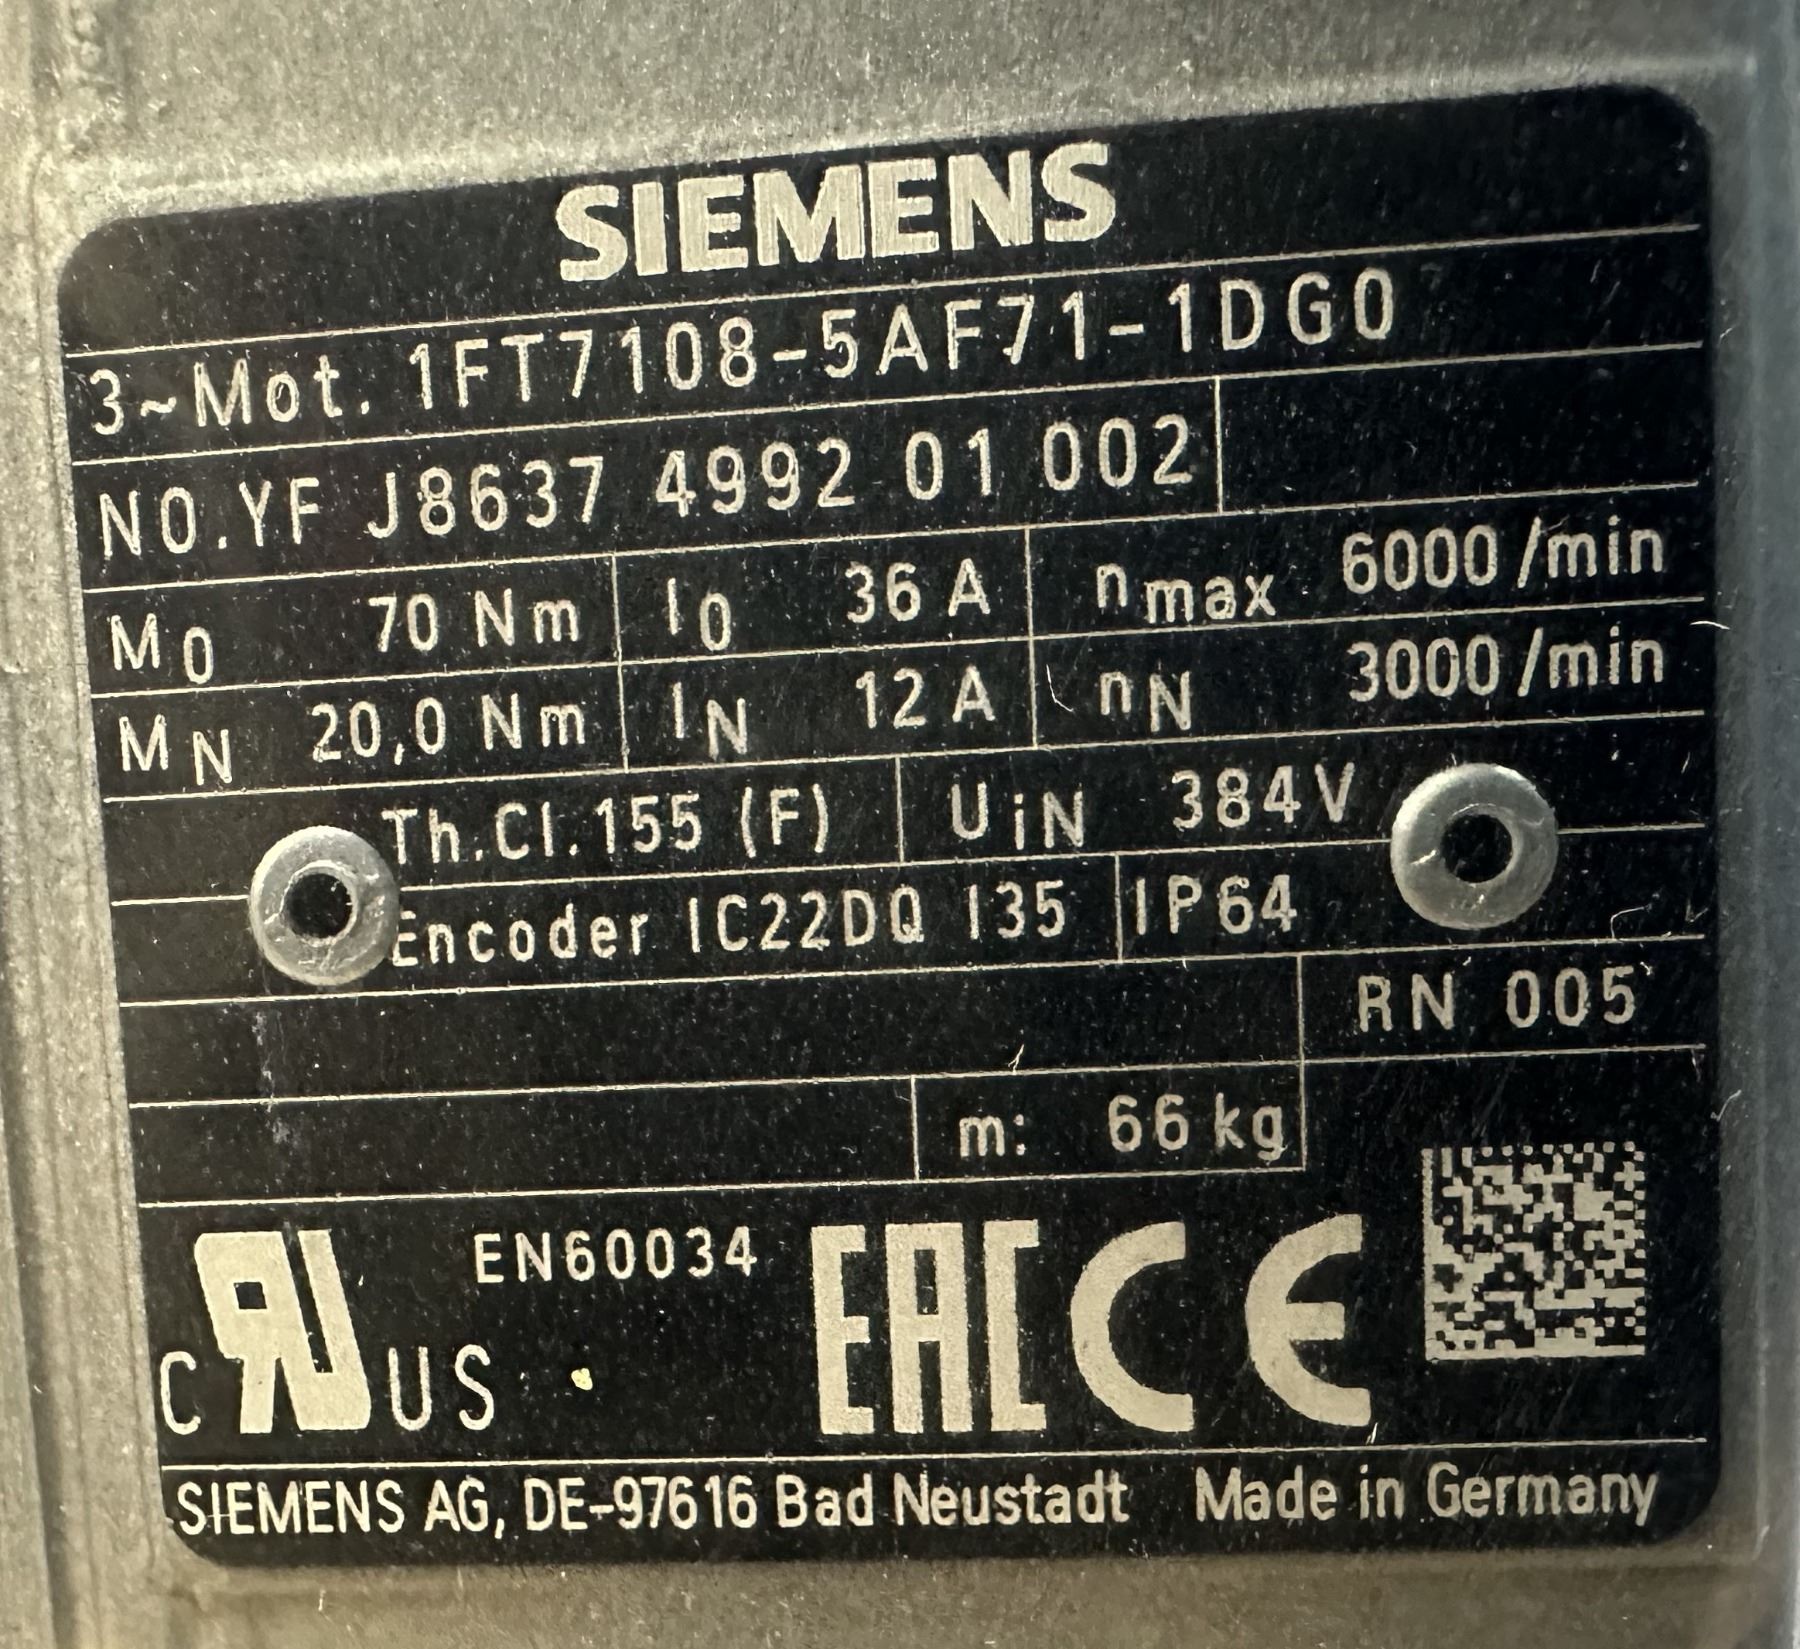 SIEMENS
3~Mot. 1FT7108-5AF71-1DG0
NO.YF J8637 4992 01 002
M0 70 Nm I0 36 A nmax 6000 /min
MN 20,0 Nm IN 12 A nN 3000 /min
Th.Cl.155 (F) UiN 384V
Encoder IC22DQ I35 IP64
RN 005
m: 66 kg
EN60034 EAC CE
c RU US
SIEMENS AG, DE-97616 Bad Neustadt Made in Germany